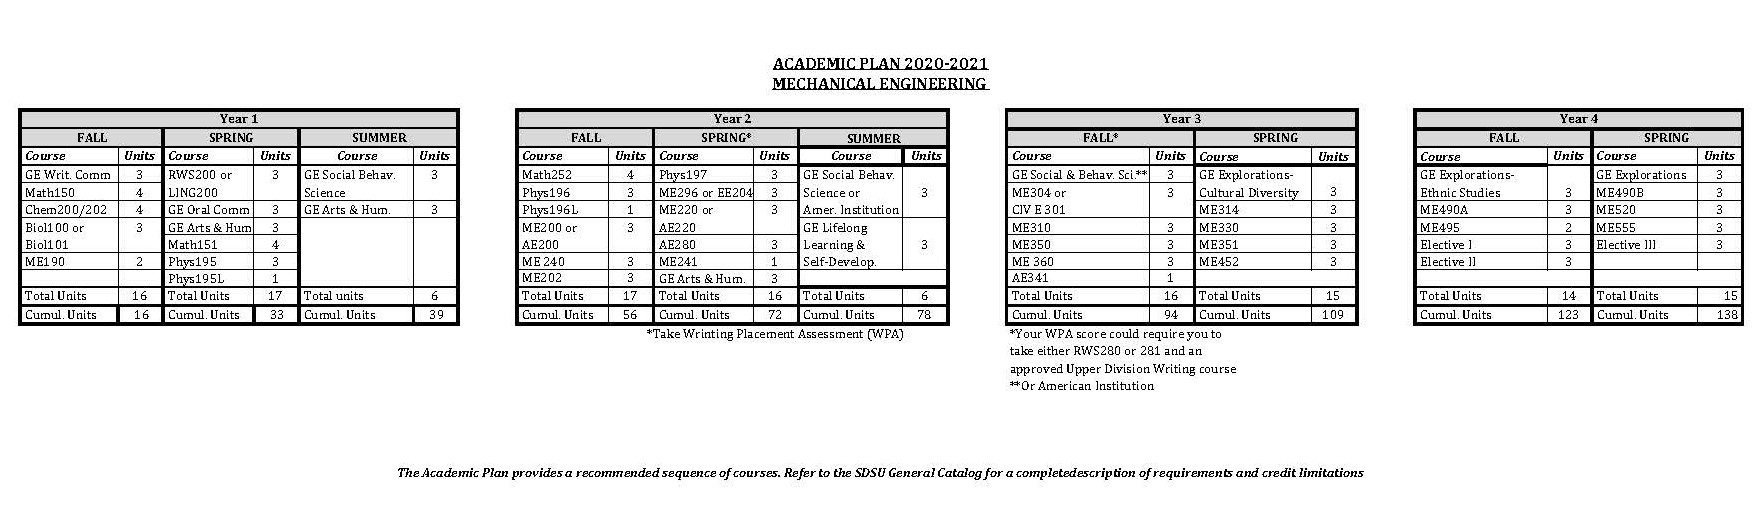 ACADEMIC PLAN 2020-2021
MECHANICAL ENGINEERING
Year 1
FALL SPRING SUMMER
Course Units Course Units Course Units
GE Writ. Comm 3 RWS200 or 3 GE Social Behav. 3
Math150 4 LING200 Science
Chem200/202 4 GE Oral Comm 3 GE Arts & Hum. 3
Biol100 or 3 GE Arts & Hum 3
Biol101 Math151 4
ME190 2 Phys195 3
Phys195L 1
Total Units 16 Total Units 17 Total units 6
Cumul. Units 16 Cumul. Units 33 Cumul. Units 39
Year 2
FALL SPRING* SUMMER
Course Units Course Units Course Units
Math252 4 Phys197 3 GE Social Behav.
Phys196 3 ME296 or EE204 3 Science or 3
Phys196L 1 ME220 or 3 Amer. Institution
ME200 or 3 AE220 GE Lifelong
AE200 AE280 3 Learning & 3
ME 240 3 ME241 1 Self-Develop.
ME202 3 GE Arts & Hum. 3
Total Units 17 Total Units 16 Total Units 6
Cumul. Units 56 Cumul. Units 72 Cumul. Units 78
*Take Wrinting Placement Assessment (WPA)
Year 3
FALL* SPRING
Course Units Course Units
GE Social & Behav. Sci.** 3 GE Explorations-
ME304 or 3 Cultural Diversity 3
CIV E 301 ME314 3
ME310 3 ME330 3
ME350 3 ME351 3
ME 360 3 ME452 3
AE341 1
Total Units 16 Total Units 15
Cumul. Units 94 Cumul. Units 109
*Your WPA score could require you to
take either RWS280 or 281 and an
approved Upper Division Writing course
**Or American Institution
Year 4
FALL SPRING
Course Units Course Units
GE Explorations- GE Explorations 3
Ethnic Studies 3 ME490B 3
ME490A 3 ME520 3
ME495 2 ME555 3
Elective I 3 Elective III 3
Elective II 3
Total Units 14 Total Units 15
Cumul. Units 123 Cumul. Units 138
The Academic Plan provides a recommended sequence of courses. Refer to the SDSU General Catalog for a completedescription of requirements and credit limitations